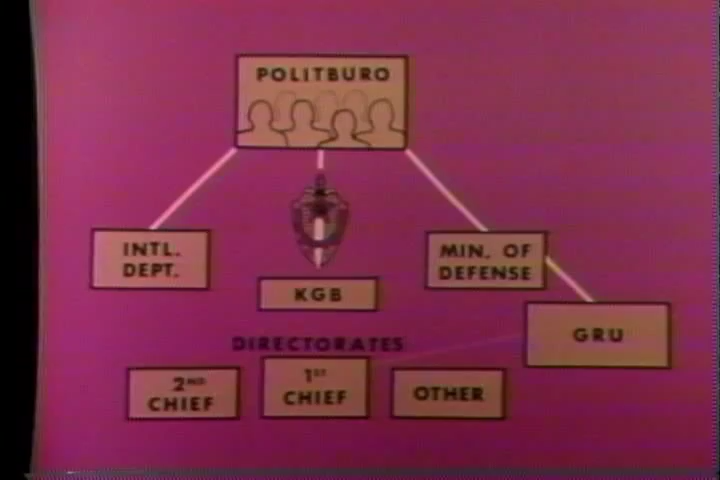 POLITBURO
INTL.
DEPT.
KGB
MIN. OF
DEFENSE
GRU
DIRECTORATES
2ND
CHIEF
1ST
CHIEF
OTHER